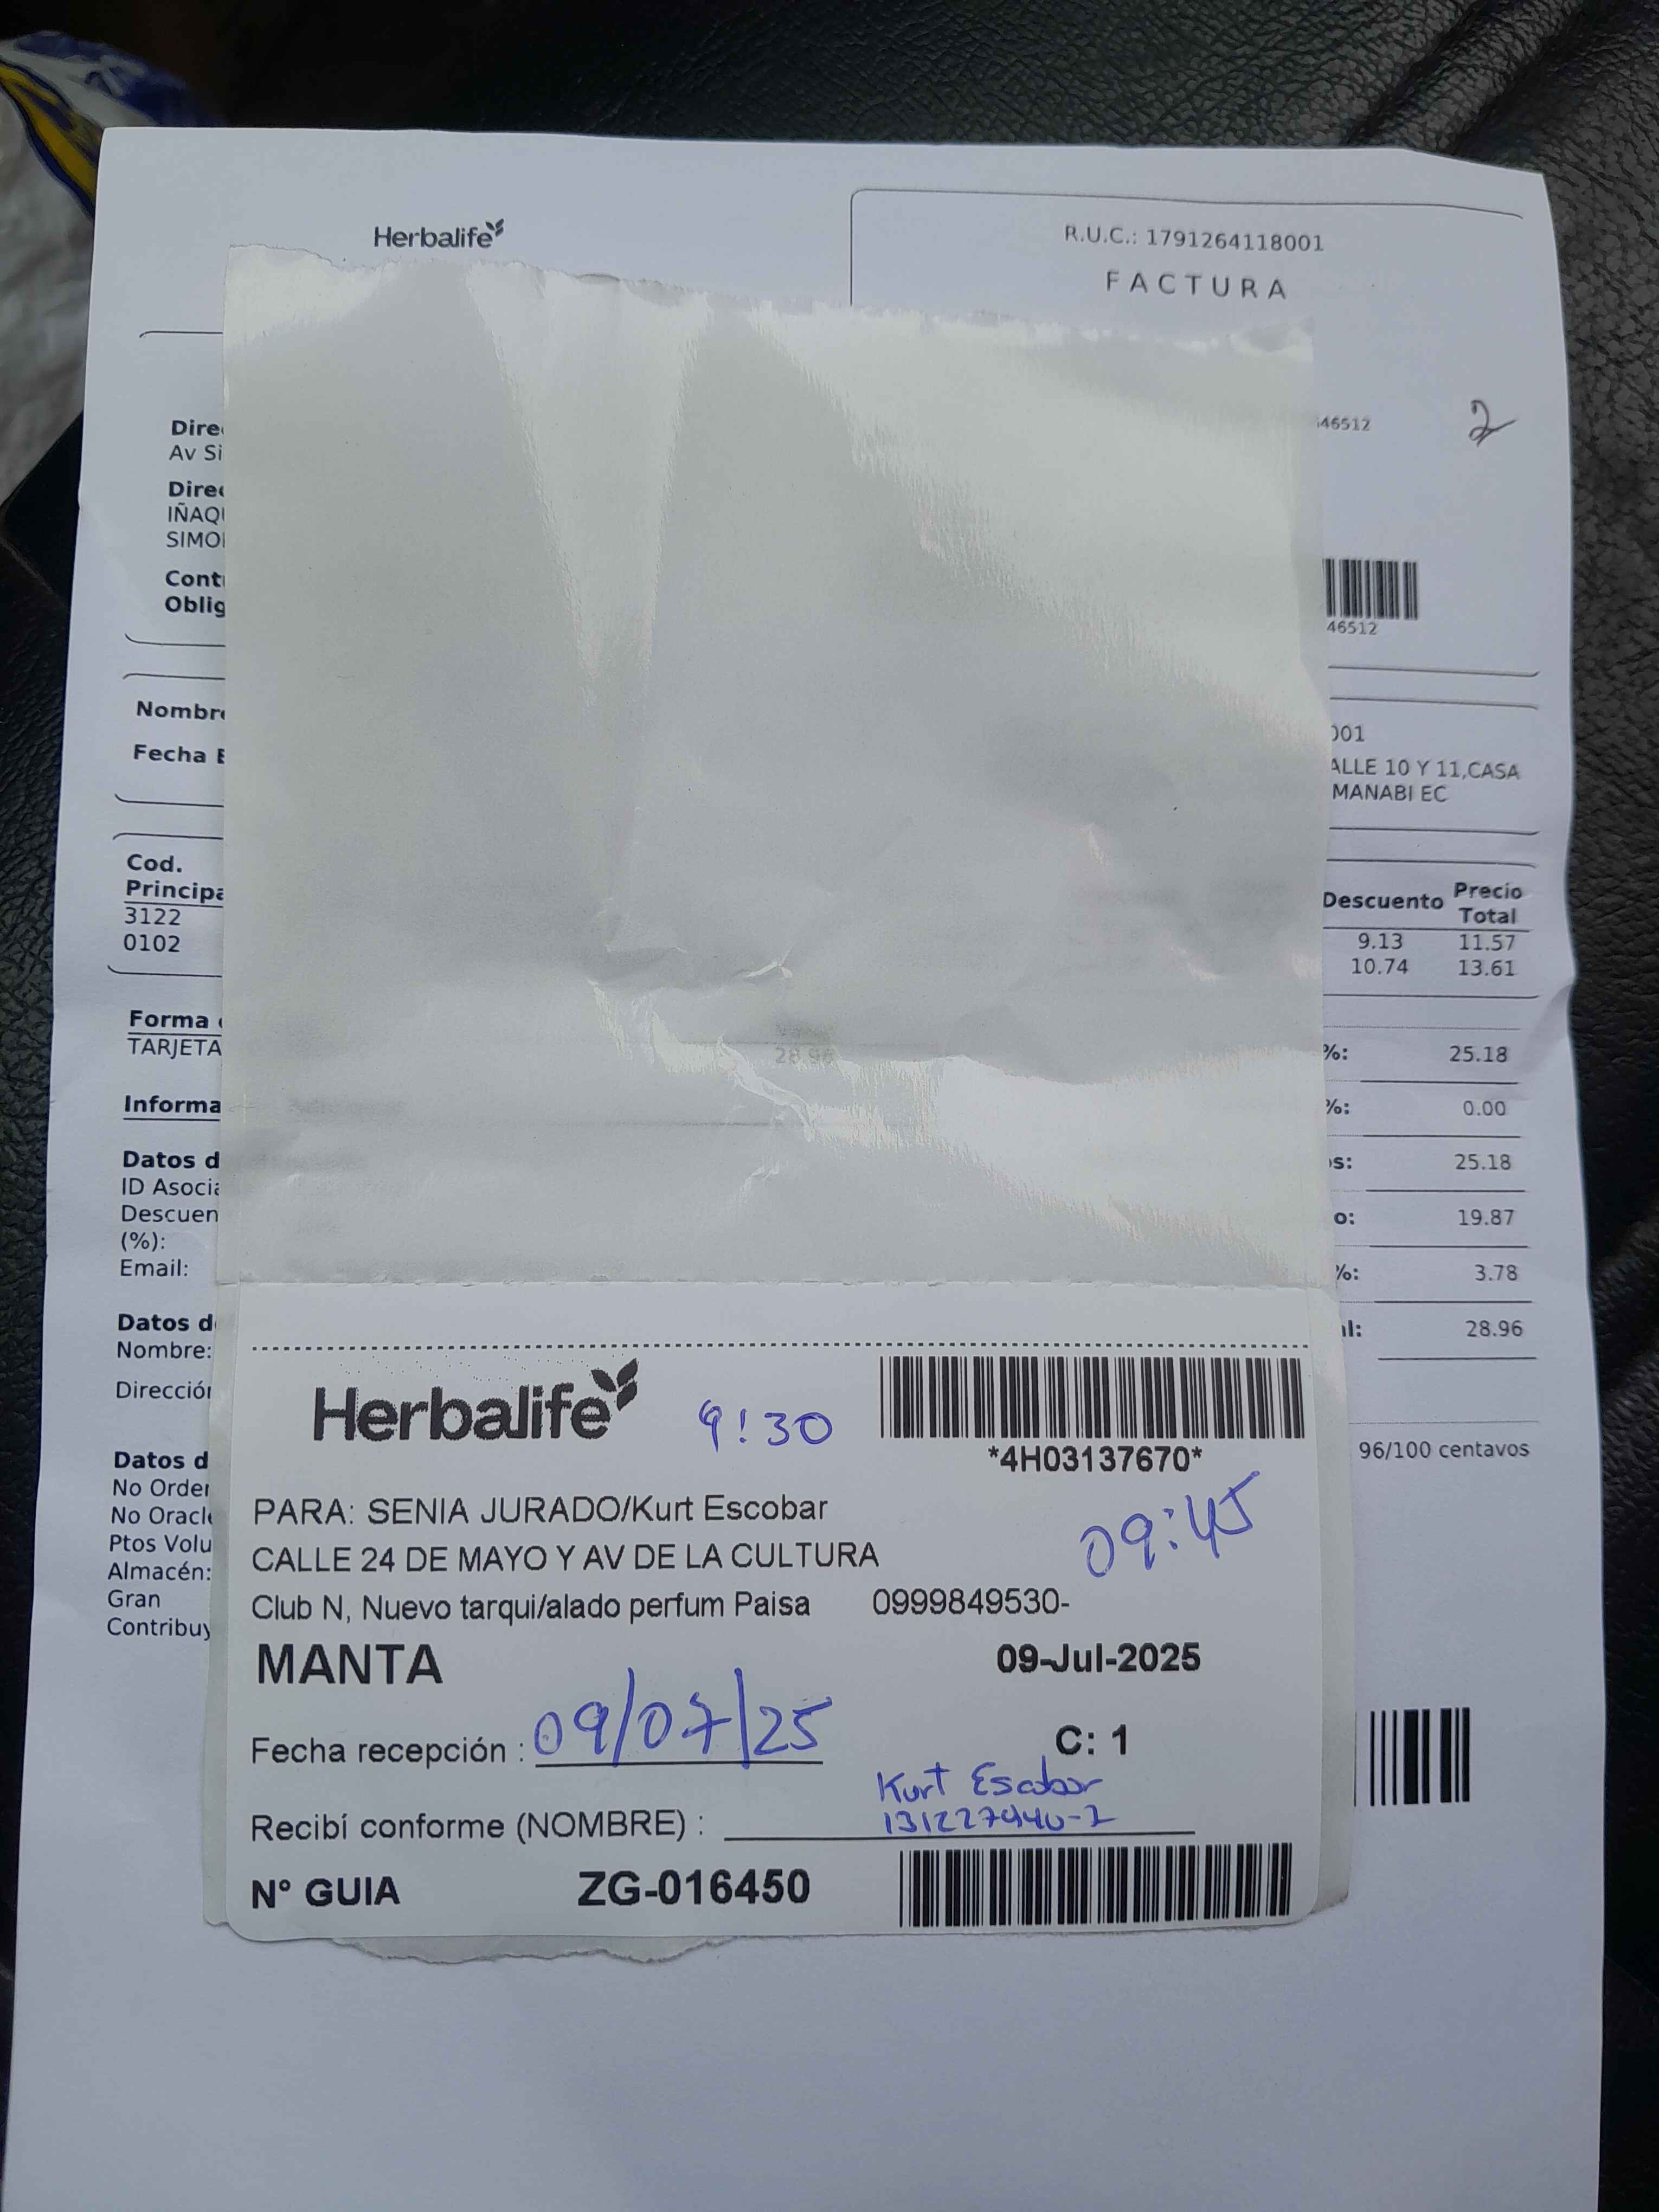 Herbalife
R.U.C.: 1791264118001
FACTURA
46512
2
Av Si
IÑAQ
SIMO
46512
Fecha
001
ALLE 10 Y 11,CASA
MANABI EC
Cod.
Principa
Descuento Precio
Total
3122 9.13 11.57
0102 10.74 13.61
Forma
TARJETA
28.96
%: 25.18
%: 0.00
Informa
Datos d
s: 25.18
ID Asocia
Descuen
(%):
o: 19.87
Email:
%: 3.78
Datos d
Nombre:
l: 28.96
Dirección
96/100 centavos
Datos d
No Orden
No Oracle
Ptos Volu
Almacén:
Gran
Contribuy
Herbalife
9:30
*4H03137670*
PARA: SENIA JURADO/Kurt Escobar
09:45
CALLE 24 DE MAYO Y AV DE LA CULTURA
Club N, Nuevo tarqui/alado perfum Paisa 0999849530-
MANTA 09-Jul-2025
Fecha recepción : 09/07/25
C: 1
Kurt Escobar
Recibí conforme (NOMBRE) :
N° GUIA ZG-016450